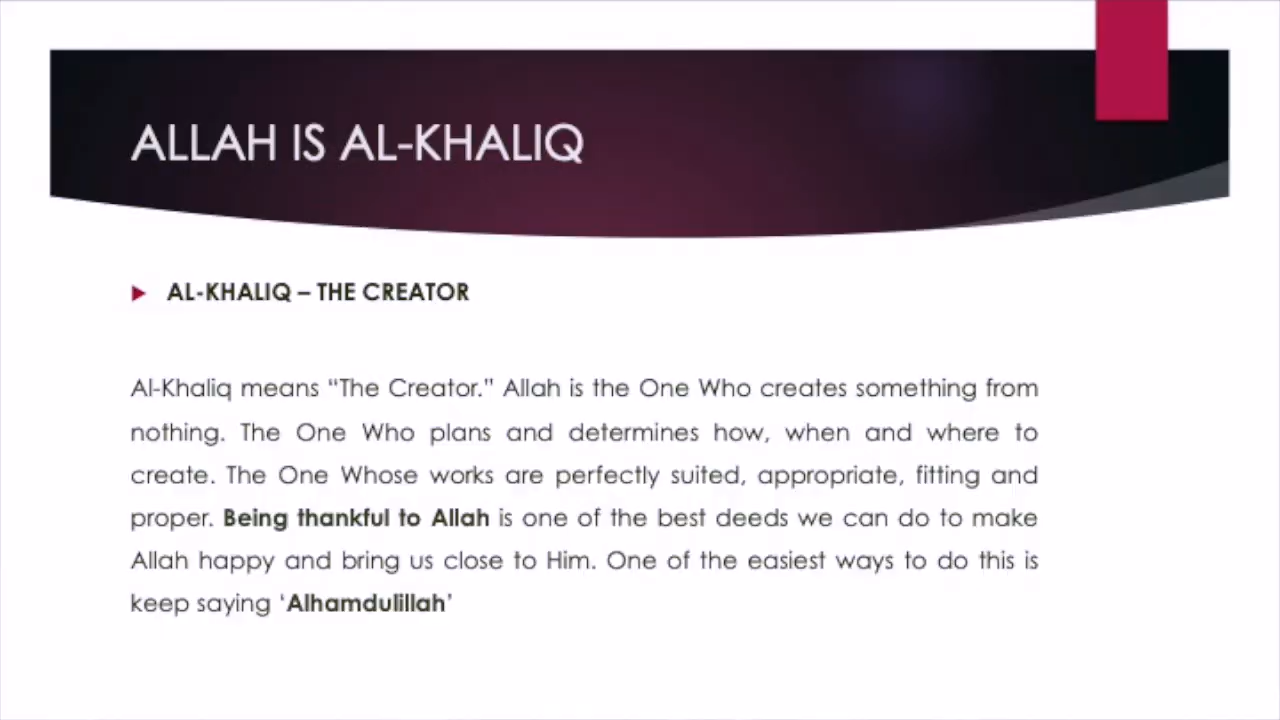 ALLAH IS AL-KHALIQ
AL-KHALIQ – THE CREATOR
Al-Khaliq means “The Creator.” Allah is the One Who creates something from
nothing. The One Who plans and determines how, when and where to
create. The One Whose works are perfectly suited, appropriate, fitting and
proper. Being thankful to Allah is one of the best deeds we can do to make
Allah happy and bring us close to Him. One of the easiest ways to do this is
keep saying ‘Alhamdulillah’